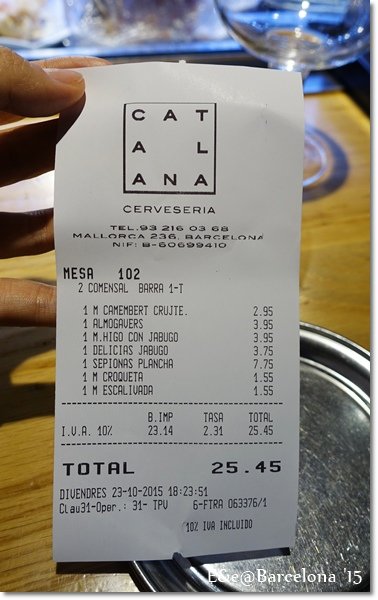 CAT
AL
ANA
CERVESERIA
TEL.93 216 03 68
MALLORCA 236, BARCELONA
NIF: B-60699410
MESA 102
2 COMENSAL BARRA 1-T
1 M CAMEMBERT CRUJTE. 2.95
1 ALMOGAVERS 3.95
1 M.HIGO CON JABUGO 3.95
1 DELICIAS JABUGO 3.75
1 SEPIONAS PLANCHA 7.75
1 M CROQUETA 1.55
1 M ESCALIVADA 1.55
B.IMP TASA TOTAL
I.V.A. 10% 23.14 2.31 25.45
TOTAL 25.45
DIVENDRES 23-10-2015 18:23:51
Clau31-Oper.: 31- TPV 6-FTRA 063376/1
10% IVA INCLUIDO
@Barcelona '15